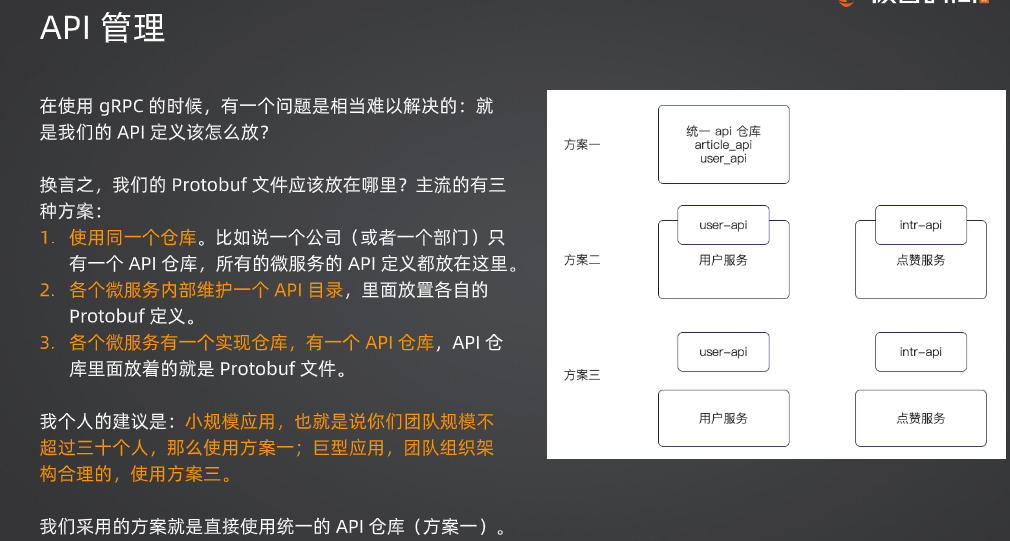 API 管理
在使用 gRPC 的时候，有一个问题是相当难以解决的：就
是我们的 API 定义该怎么放？
换言之，我们的 Protobuf 文件应该放在哪里？主流的有三
种方案：
1. 使用同一个仓库。比如说一个公司（或者一个部门）只
有一个 API 仓库，所有的微服务的 API 定义都放在这里。
2. 各个微服务内部维护一个 API 目录，里面放置各自的
Protobuf 定义。
3. 各个微服务有一个实现仓库，有一个 API 仓库，API 仓
库里面放着的就是 Protobuf 文件。
我个人的建议是：小规模应用，也就是说你们团队规模不
超过三十个人，那么使用方案一；巨型应用，团队组织架
构合理的，使用方案三。
我们采用的方案就是直接使用统一的 API 仓库（方案一）。
方案一
统一 api 仓库
article_api
user_api
方案二
user-api
用户服务
intr-api
点赞服务
方案三
user-api
intr-api
用户服务
点赞服务